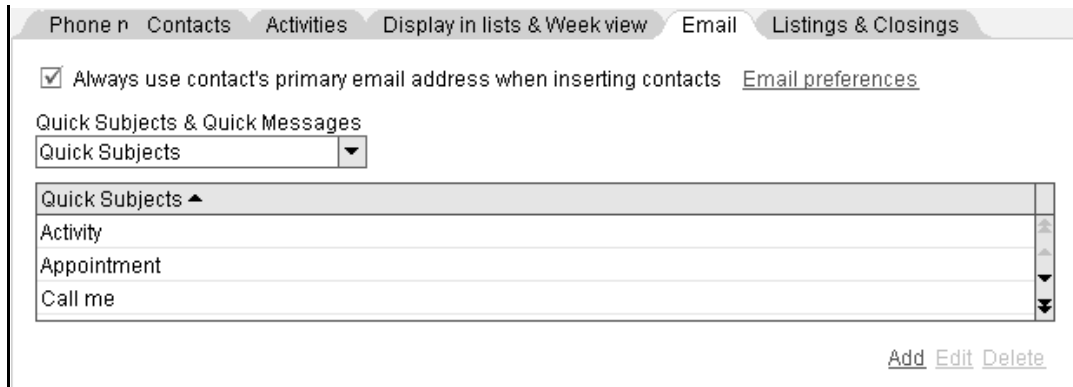 Phone n Contacts Activities Display in lists & Week view Email Listings & Closings
Always use contact's primary email address when inserting contacts Email preferences
Quick Subjects & Quick Messages
Quick Subjects
Quick Subjects
Activity
Appointment
Call me
Add Edit Delete